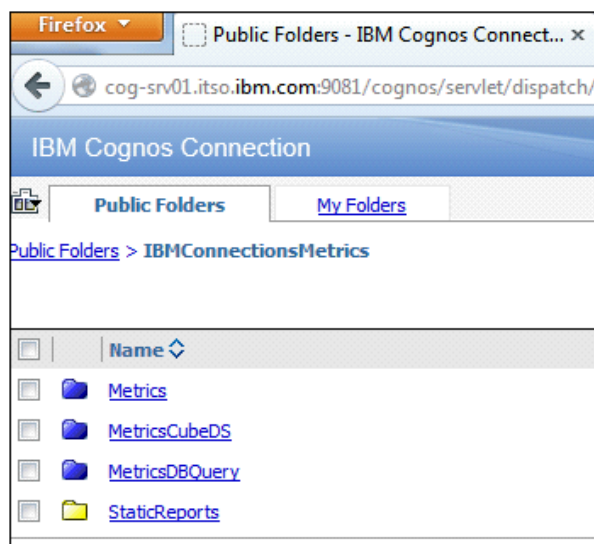 Firefox
Public Folders - IBM Cognos Connect... ×
cog-srv01.itso.ibm.com:9081/cognos/servlet/dispatch/
IBM Cognos Connection
Public Folders My Folders
Public Folders > IBMConnectionsMetrics
Name
Metrics
MetricsCubeDS
MetricsDBQuery
StaticReports